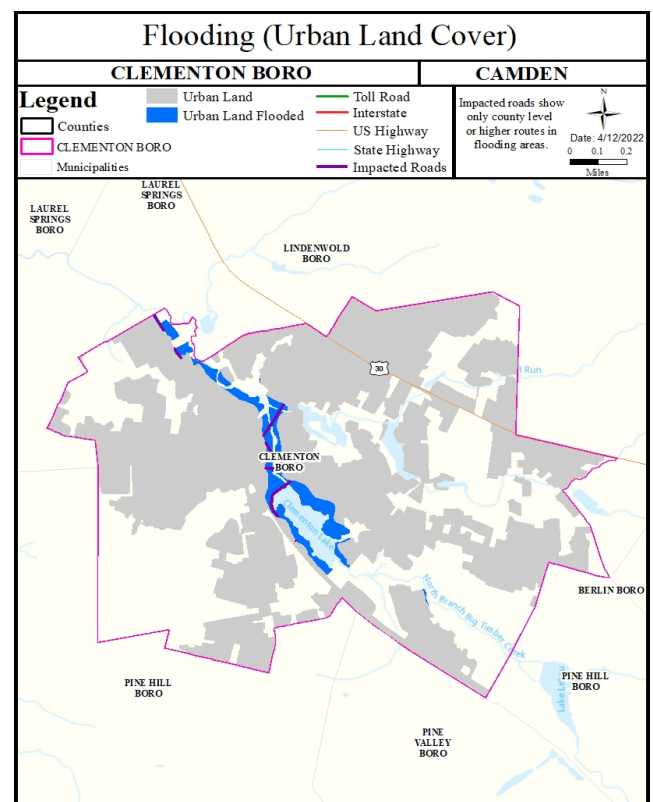 Flooding (Urban Land Cover)
CLEMENTON BORO
CAMDEN
Legend
Counties
CLEMENTON BORO
Municipalities
Urban Land
Urban Land Flooded
Toll Road
Interstate
US Highway
State Highway
Impacted Roads
Impacted roads show
only county level
or higher routes in
flooding areas.
N
Date: 4/12/2022
0 0.1 0.2
Miles
LAUREL
SPRINGS
BORO
LAUREL
SPRINGS
BORO
LINDENWOLD
BORO
30
Run
CLEMENTON
BORO
Clementon Lake
North Branch Big Timber Creek
BERLIN BORO
PINE HILL
BORO
PINE HILL
BORO
PINE
VALLEY
BORO